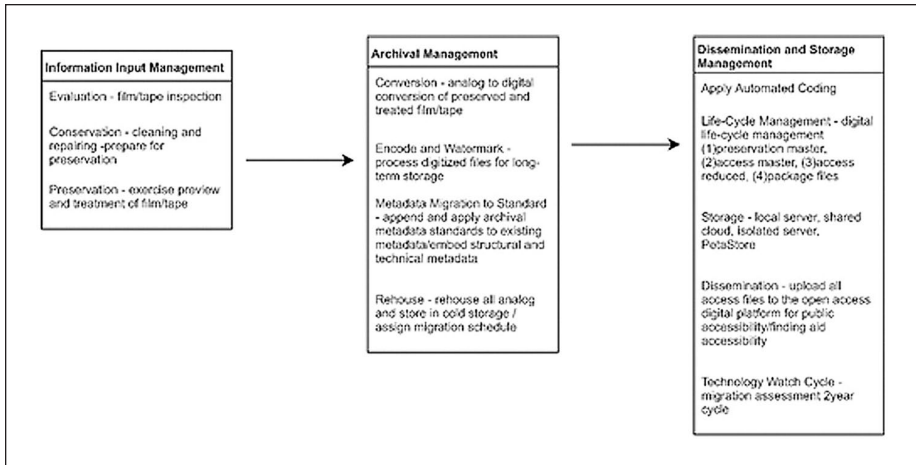 Information Input Management
Evaluation - film/tape inspection
Conservation - cleaning and
repairing -prepare for
preservation
Preservation - exercise preview
and treatment of film/tape
Archival Management
Conversion - analog to digital
conversion of preserved and
treated film/tape
Encode and Watermark -
process digitized files for long-
term storage
Metadata Migration to Standard
- append and apply archival
metadata standards to existing
metadata/embed structural and
technical metadata
Rehouse - rehouse all analog
and store in cold storage /
assign migration schedule
Dissemination and Storage
Management
Apply Automated Coding
Life-Cycle Management - digital
life-cycle management
(1)preservation master,
(2)access master, (3)access
reduced, (4)package files
Storage - local server, shared
cloud, isolated server,
PetaStore
Dissemination - upload all
access files to the open access
digital platform for public
accessibility/finding aid
accessibility
Technology Watch Cycle -
migration assessment 2year
cycle